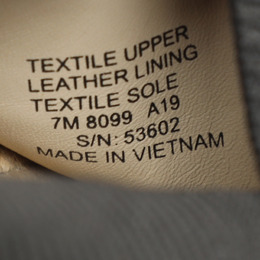 TEXTILE UPPER
LEATHER LINING
TEXTILE SOLE
7M 8099 A19
S/N: 53602
MADE IN VIETNAM